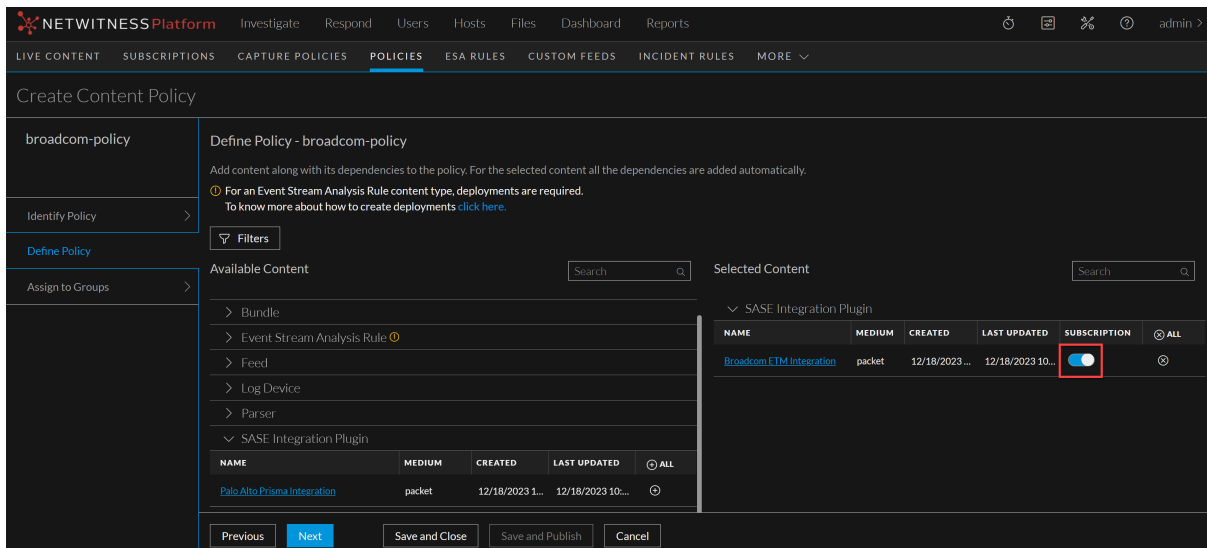 NETWITNESS Platform Investigate Respond Users Hosts Files Dashboard Reports admin >
LIVE CONTENT SUBSCRIPTIONS CAPTURE POLICIES POLICIES ESA RULES CUSTOM FEEDS INCIDENT RULES MORE
Create Content Policy
broadcom-policy
Identify Policy
Define Policy
Assign to Groups
Define Policy - broadcom-policy
Add content along with its dependencies to the policy. For the selected content all the dependencies are added automatically.
For an Event Stream Analysis Rule content type, deployments are required.
To know more about how to create deployments click here.
Filters
Available Content Search
Bundle
Event Stream Analysis Rule
Feed
Log Device
Parser
SASE Integration Plugin
NAME MEDIUM CREATED LAST UPDATED ALL
Palo Alto Prisma Integration packet 12/18/2023 1... 12/18/2023 10:...
Selected Content Search
SASE Integration Plugin
NAME MEDIUM CREATED LAST UPDATED SUBSCRIPTION ALL
Broadcom ETM Integration packet 12/18/2023 ... 12/18/2023 10...
Previous Next Save and Close Save and Publish Cancel